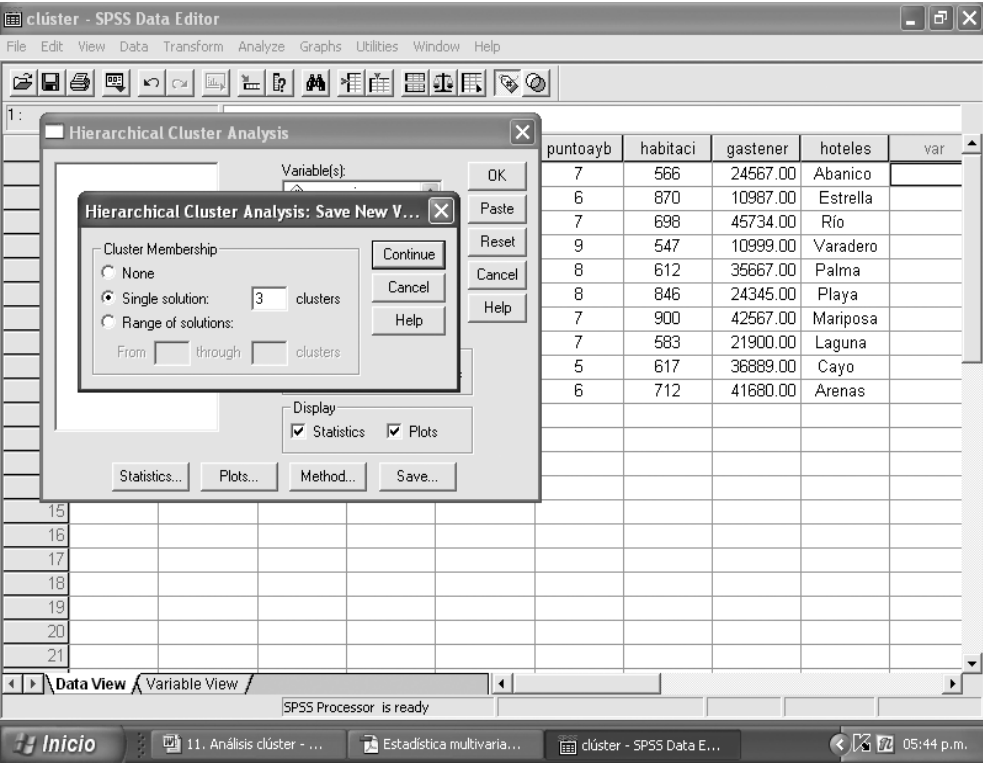 clúster - SPSS Data Editor
File Edit View Data Transform Analyze Graphs Utilities Window Help
1 :
Hierarchical Cluster Analysis
Variable(s):
OK
Paste
Reset
Cancel
Help
Hierarchical Cluster Analysis: Save New V...
Cluster Membership
None
Single solution: 3 clusters
Range of solutions:
From through clusters
Continue
Cancel
Help
Display
Statistics Plots
Statistics... Plots... Method... Save...
puntoayb habitaci gastener hoteles var
7 566 24567.00 Abanico
6 870 10987.00 Estrella
7 698 45734.00 Río
9 547 10999.00 Varadero
8 612 35667.00 Palma
8 846 24345.00 Playa
7 900 42567.00 Mariposa
7 583 21900.00 Laguna
5 617 36889.00 Cayo
6 712 41680.00 Arenas
15
16
17
18
19
20
21
Data View Variable View
SPSS Processor is ready
Inicio 11. Análisis clúster - ... Estadística multivaria... clúster - SPSS Data E... 05:44 p.m.